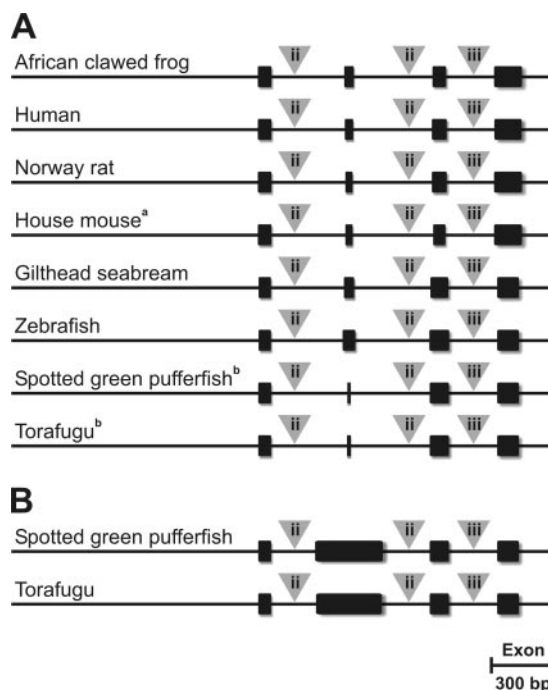 A
ii ii iii
African clawed frog
ii ii iii
Human
ii ii iii
Norway rat
ii ii iii
House mouse^a
ii ii iii
Gilthead seabream
ii ii iii
Zebrafish
ii ii iii
Spotted green pufferfish^b
ii ii iii
Torafugu^b
B
ii ii iii
Spotted green pufferfish
ii ii iii
Torafugu
Exon
300 bp